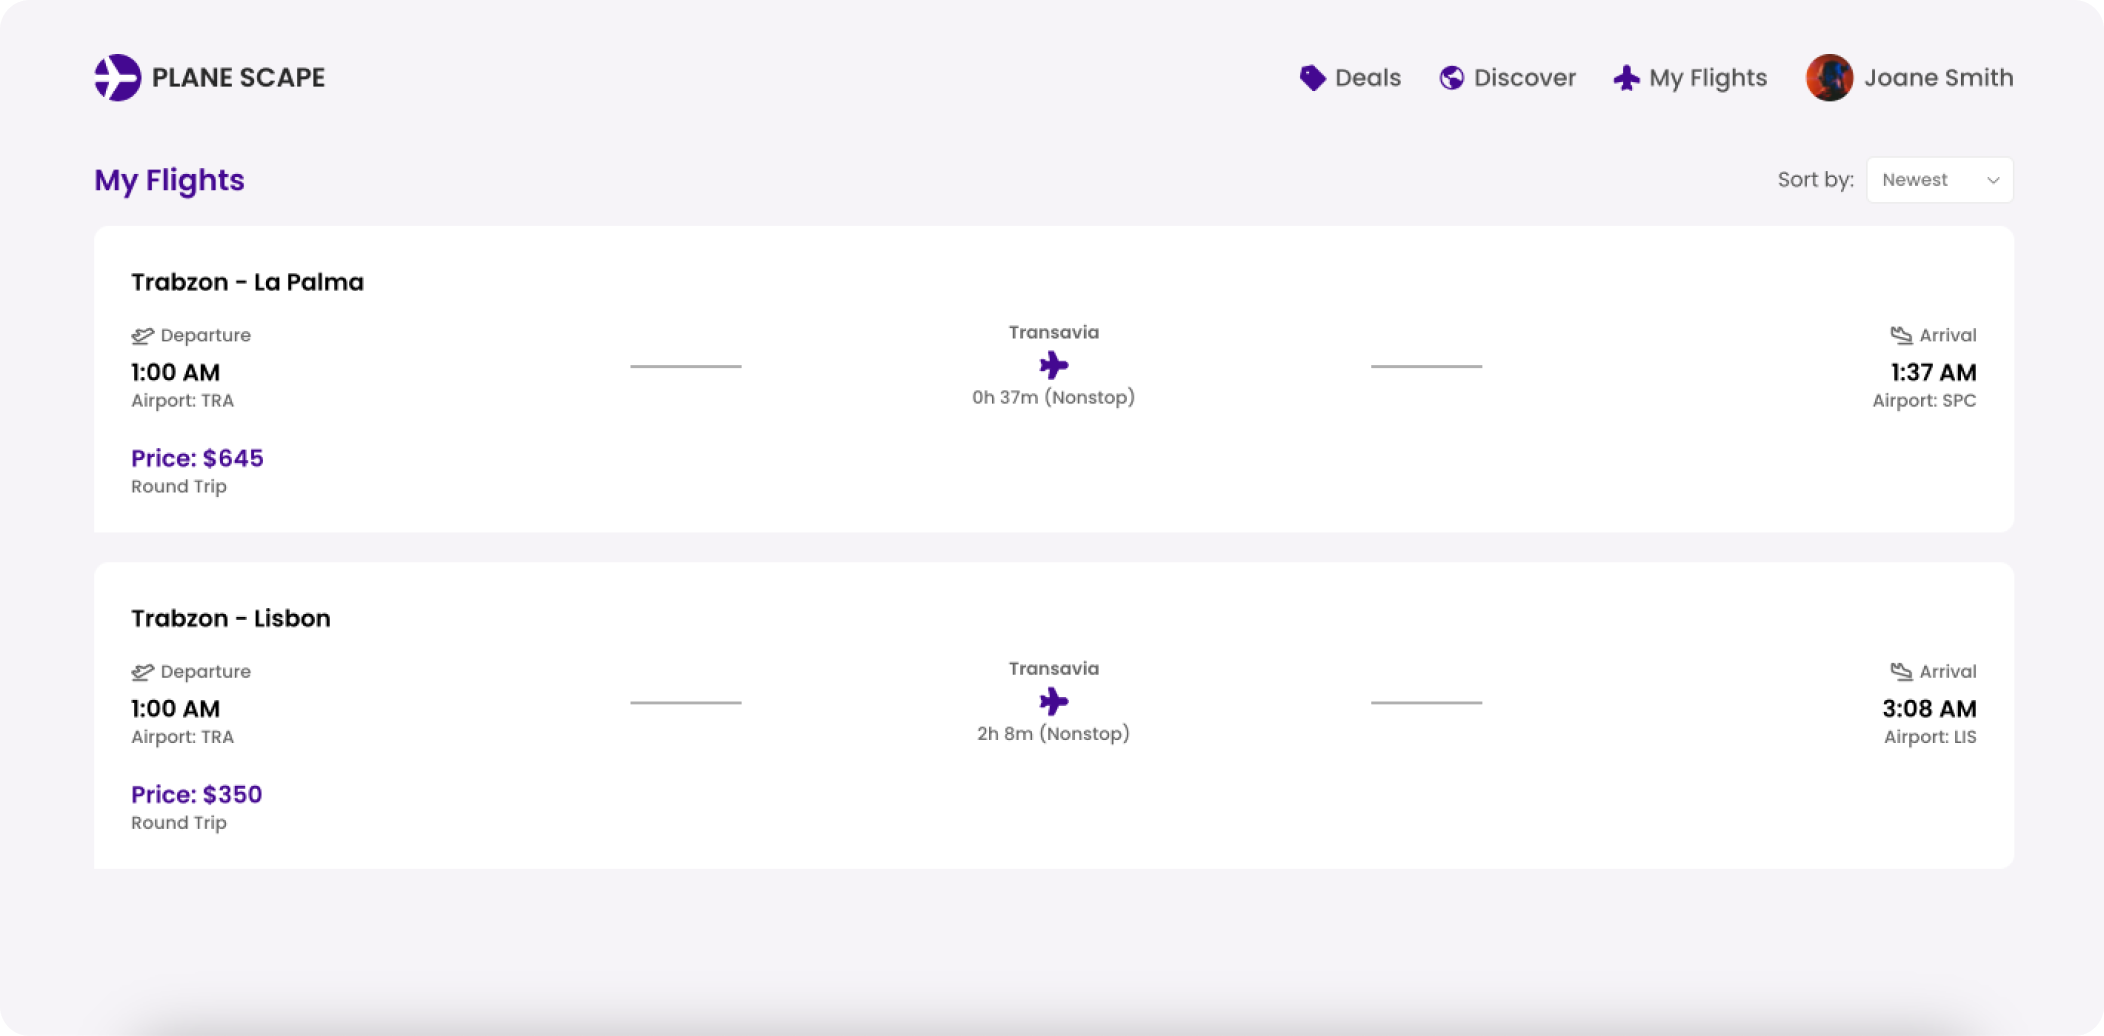 PLANE SCAPE
Deals
Discover
My Flights
Joane Smith
My Flights
Sort by:
Newest
Trabzon - La Palma
Departure
1:00 AM
Airport: TRA
Transavia
0h 37m (Nonstop)
Arrival
1:37 AM
Airport: SPC
Price: $645
Round Trip
Trabzon - Lisbon
Departure
1:00 AM
Airport: TRA
Transavia
2h 8m (Nonstop)
Arrival
3:08 AM
Airport: LIS
Price: $350
Round Trip